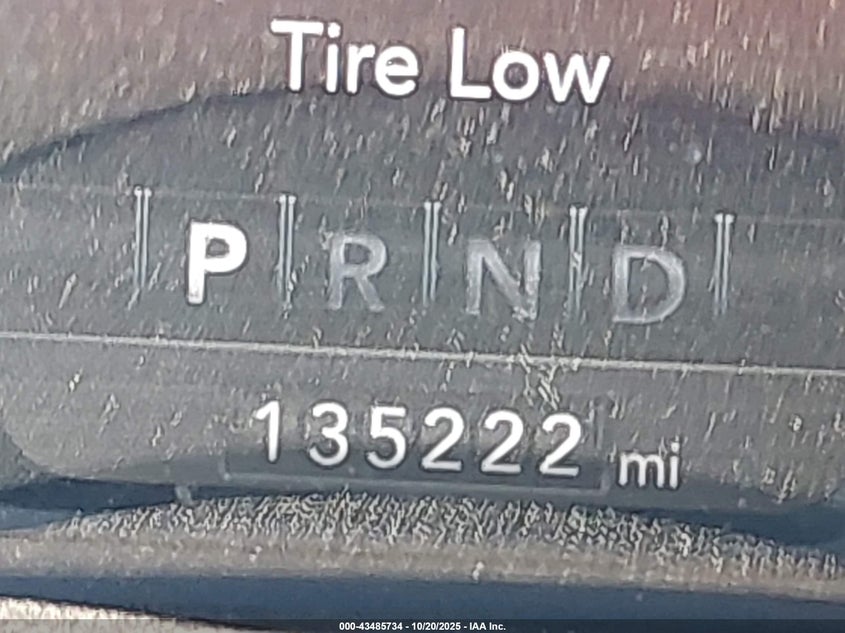 Tire Low
P R N D
135222 mi
000-43485734 - 10/20/2025 - IAA Inc.